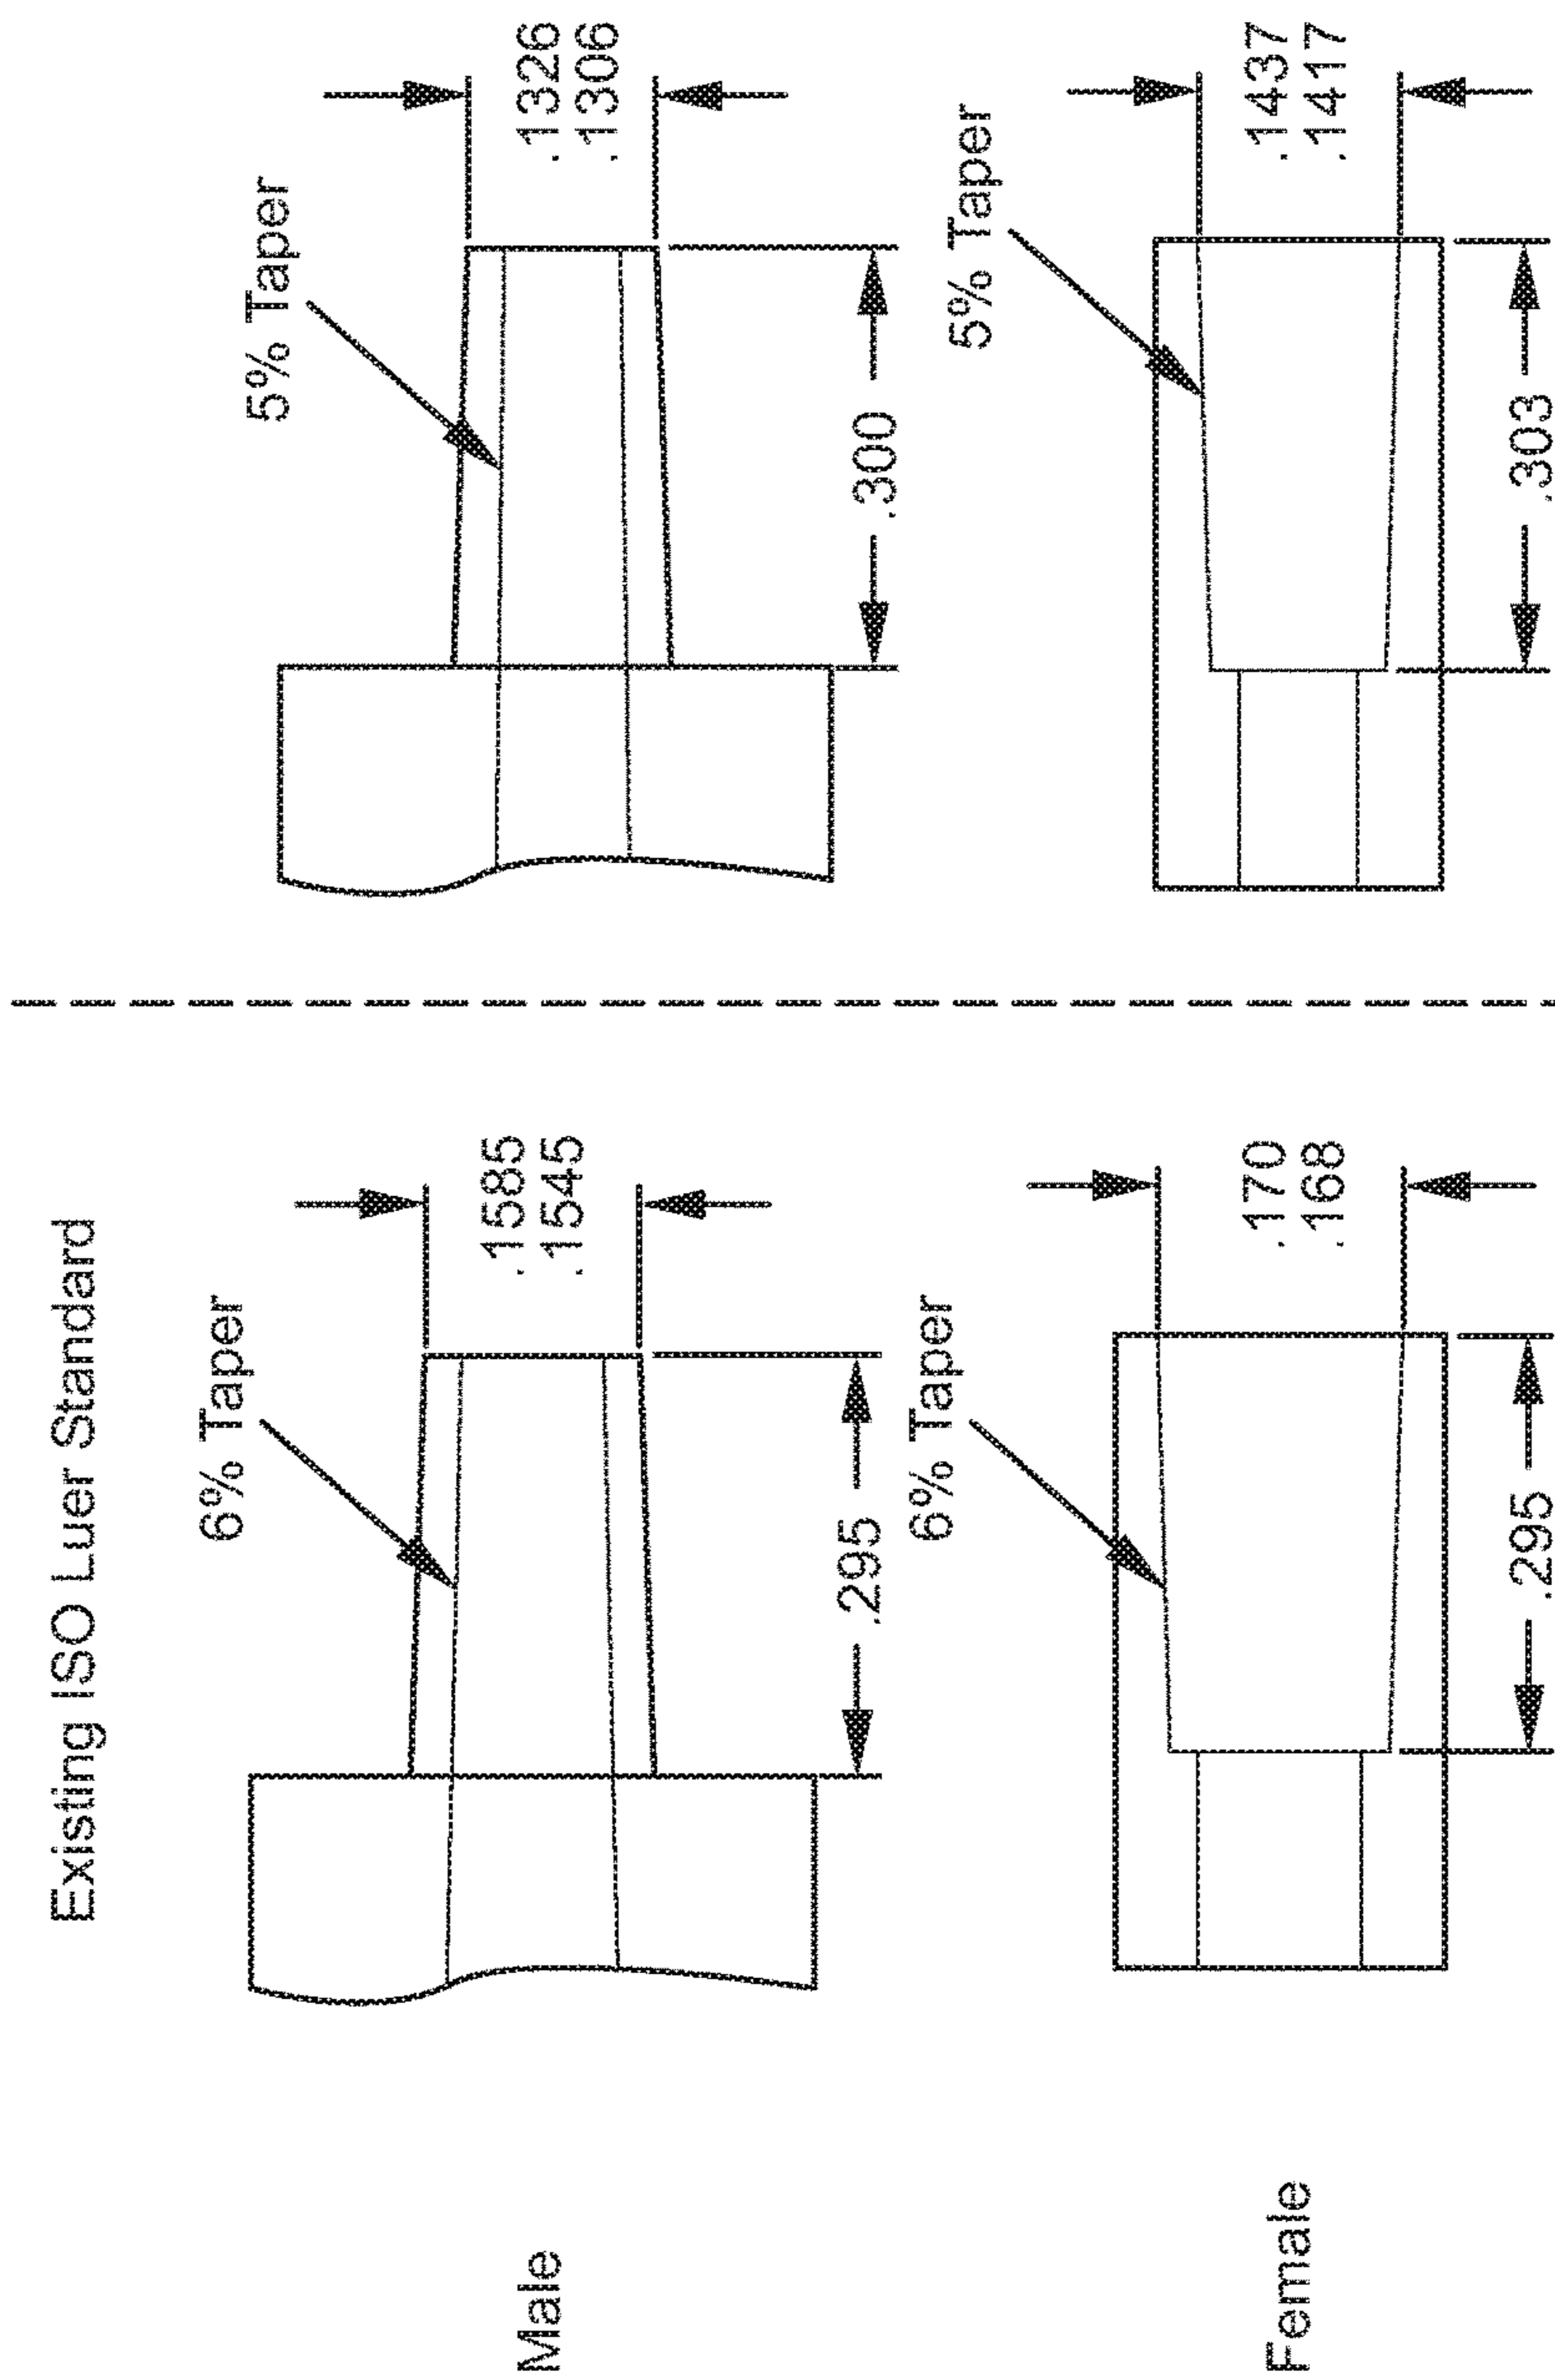 Existing ISO Luer Standard
Male
6% Taper
.1585
.1545
.295
5% Taper
.1326
.1306
.300
Female
6% Taper
.170
.168
.295
5% Taper
.1437
.1417
.303